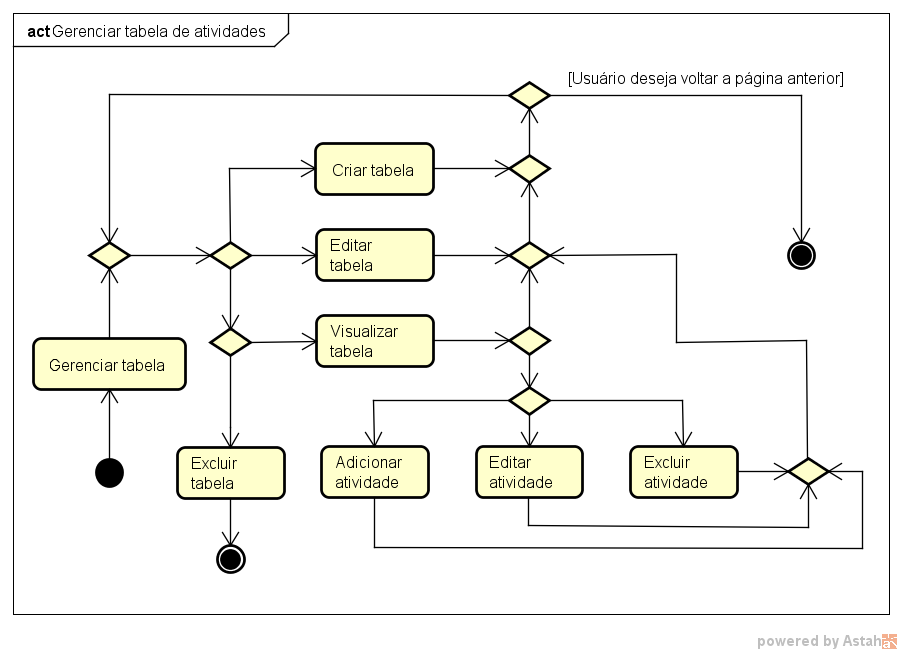 act Gerenciar tabela de atividades
[Usuário deseja voltar a página anterior]
Criar tabela
Editar
tabela
Visualizar
tabela
Gerenciar tabela
Excluir
tabela
Adicionar
atividade
Editar
atividade
Excluir
atividade
powered by Astah